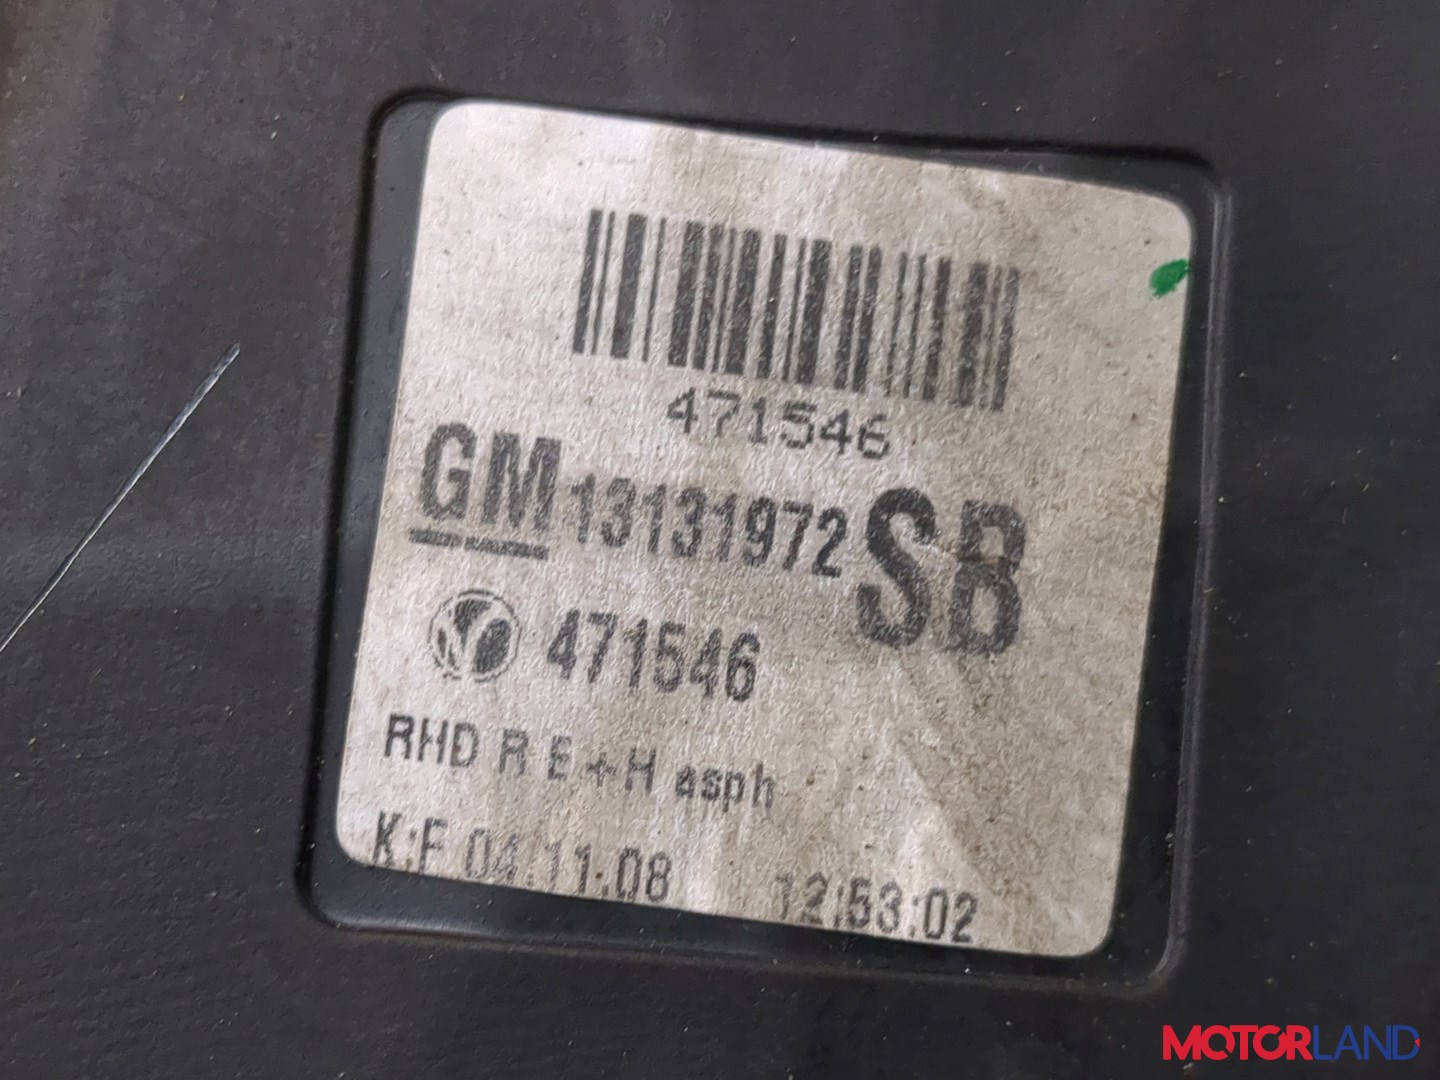 471546
GM 13131972 SB
471546
RHD R E+H asph
K:F 04.11.08 12:53:02
MOTORLAND